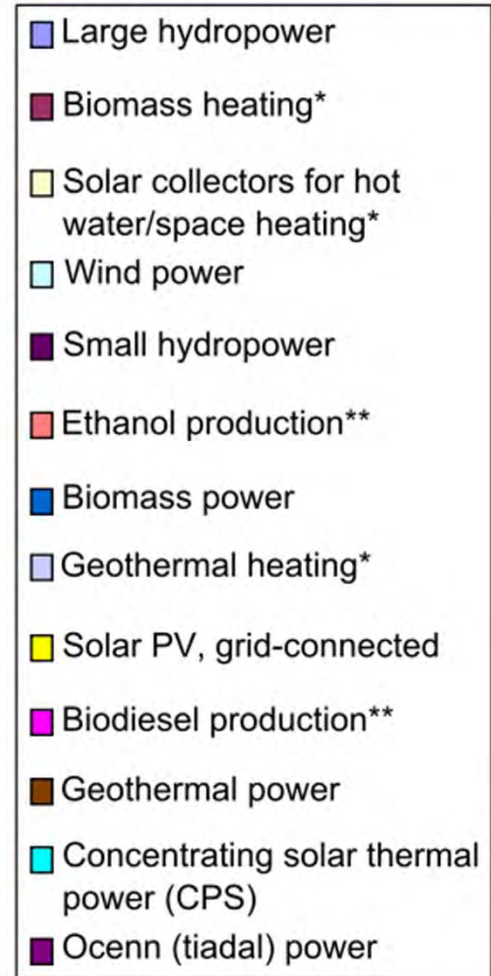 Large hydropower
Biomass heating*
Solar collectors for hot
water/space heating*
Wind power
Small hydropower
Ethanol production**
Biomass power
Geothermal heating*
Solar PV, grid-connected
Biodiesel production**
Geothermal power
Concentrating solar thermal
power (CPS)
Ocenn (tiadal) power